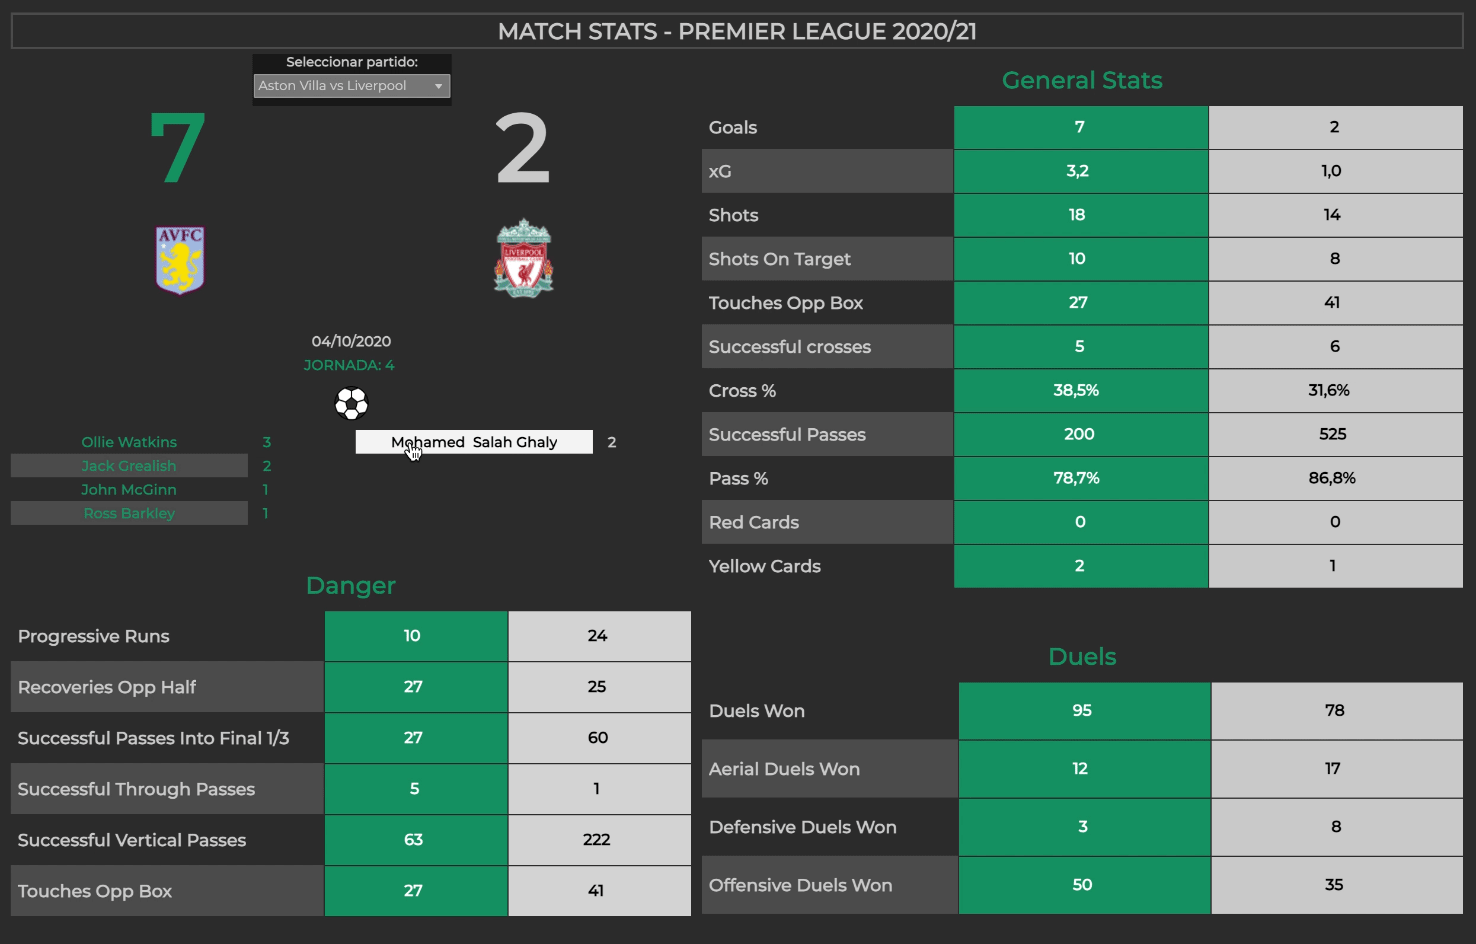 MATCH STATS - PREMIER LEAGUE 2020/21
Seleccionar partido:
Aston Villa vs Liverpool
7 2
AVFC
LIVERPOOL
04/10/2020
JORNADA: 4
Ollie Watkins 3
Jack Grealish 2
John McGinn 1
Ross Barkley 1
Mohamed Salah Ghaly 2
General Stats
Goals 7 2
xG 3,2 1,0
Shots 18 14
Shots On Target 10 8
Touches Opp Box 27 41
Successful crosses 5 6
Cross % 38,5% 31,6%
Successful Passes 200 525
Pass % 78,7% 86,8%
Red Cards 0 0
Yellow Cards 2 1
Danger
Progressive Runs 10 24
Recoveries Opp Half 27 25
Successful Passes Into Final 1/3 27 60
Successful Through Passes 5 1
Successful Vertical Passes 63 222
Touches Opp Box 27 41
Duels
Duels Won 95 78
Aerial Duels Won 12 17
Defensive Duels Won 3 8
Offensive Duels Won 50 35